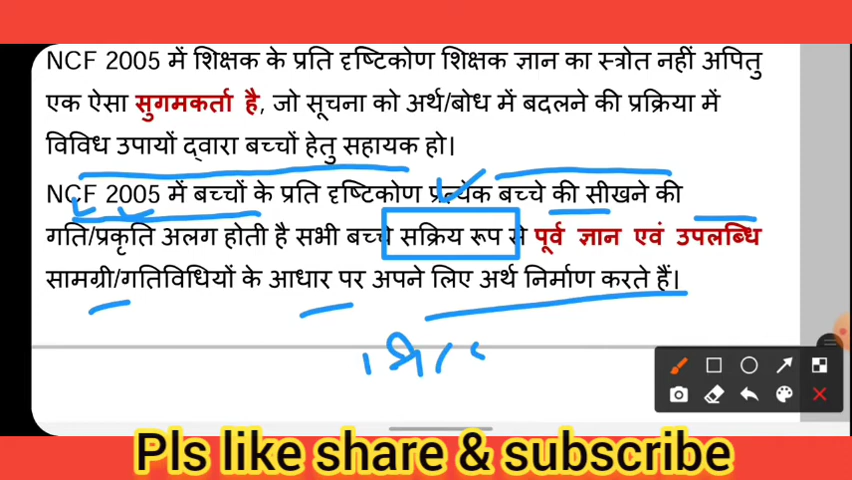 NCF 2005 में शिक्षक के प्रति दृष्टिकोण शिक्षक ज्ञान का स्त्रोत नहीं अपितु
एक ऐसा सुगमकर्ता है, जो सूचना को अर्थ/बोध में बदलने की प्रक्रिया में
विविध उपायों द्वारा बच्चों हेतु सहायक हो।
NCF 2005 में बच्चों के प्रति दृष्टिकोण प्रत्येक बच्चे की सीखने की
गति/प्रकृति अलग होती है सभी बच्चे सक्रिय रूप से पूर्व ज्ञान एवं उपलब्धि
सामग्री/गतिविधियों के आधार पर अपने लिए अर्थ निर्माण करते हैं।
Pls like share & subscribe